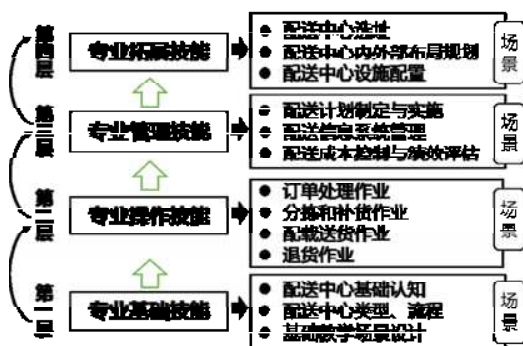 第四层
专业拓展技能
配送中心选址
配送中心内外部布局规划
配送中心设施配置
场景
第三层
专业管理技能
配送计划制定与实施
配送信息系统管理
配送成本控制与绩效评估
场景
第二层
专业操作技能
订单处理作业
分拣和补货作业
配载送货作业
退货作业
场景
第一层
专业基础技能
配送中心基础认知
配送中心类型、流程
基础教学场景设计
场景